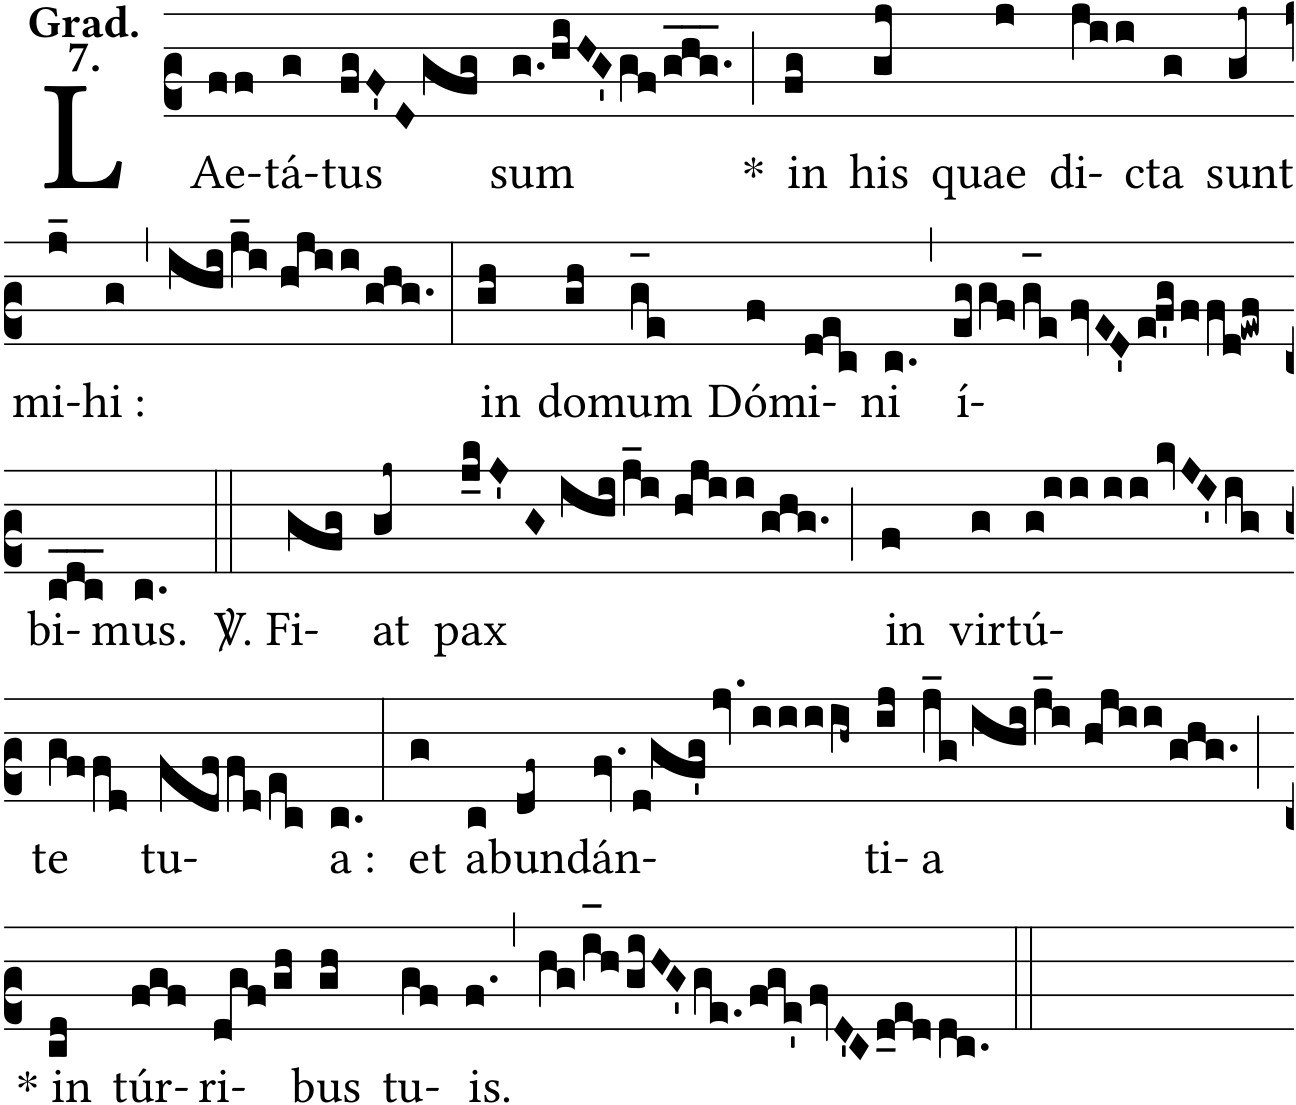 Grad.
7.
LAe-tá-tus sum * in his quae di- cta sunt
mi-hi : in domum Dómi- ni í-
bi- mus. ℣. Fi- at pax in virtú-
te tu- a : et abundán- ti- a
* in túr- ri- bus tu- is.